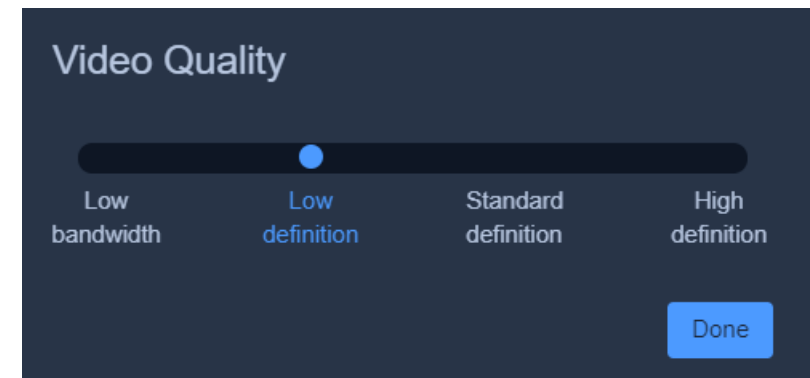 Video Quality
Low bandwidth
Low definition
Standard definition
High definition
Done